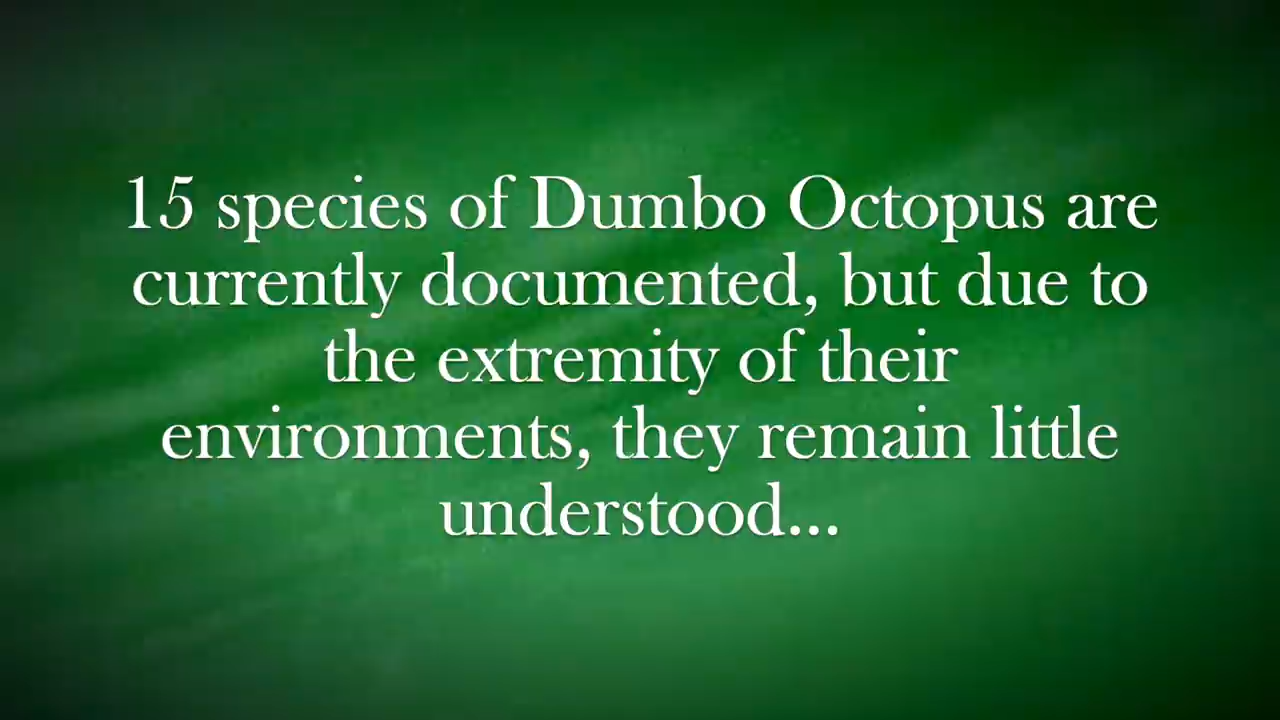 15 species of Dumbo Octopus are
currently documented, but due to
the extremity of their
environments, they remain little
understood...